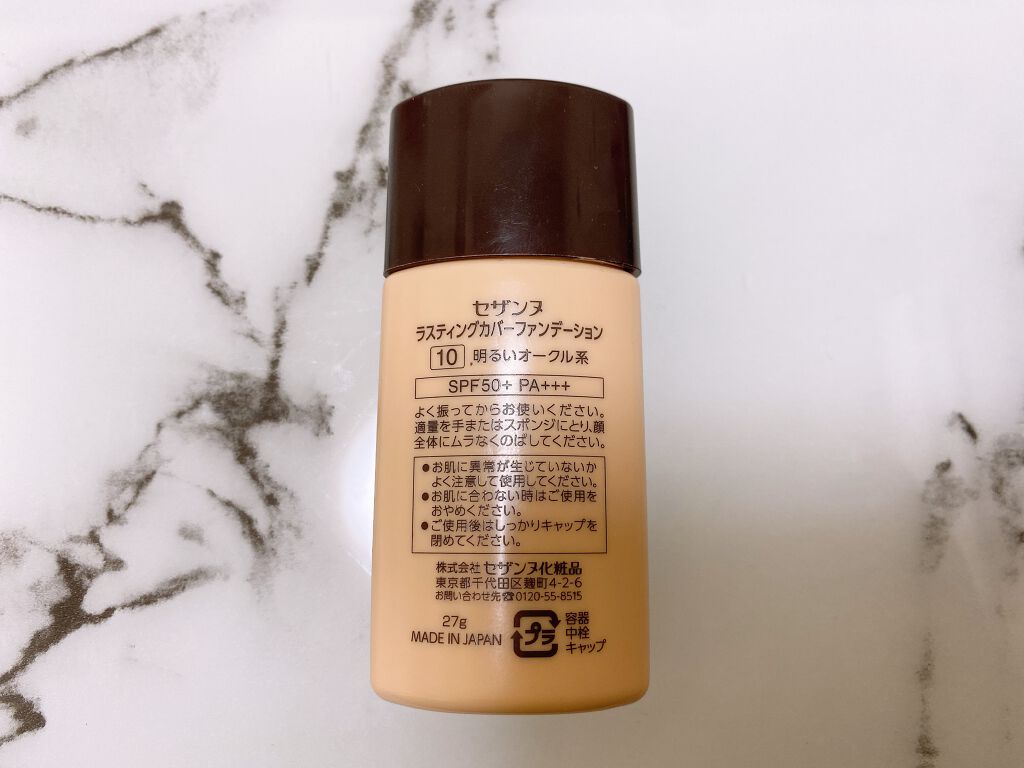 セザンヌ
ラスティングカバーファンデーション
10 明るいオークル系
SPF50+ PA+++
よく振ってからお使いください。
適量を手またはスポンジにとり、顔
全体にムラなくのばしてください。
●お肌に異常が生じていないか
よく注意して使用してください。
●お肌に合わない時はご使用を
おやめください。
●ご使用後はしっかりキャップを
閉めてください。
株式会社 セザンヌ化粧品
東京都千代田区麹町4-2-6
お問い合わせ先☎0120-55-8515
27g
MADE IN JAPAN
プラ
容器
中栓
キャップ